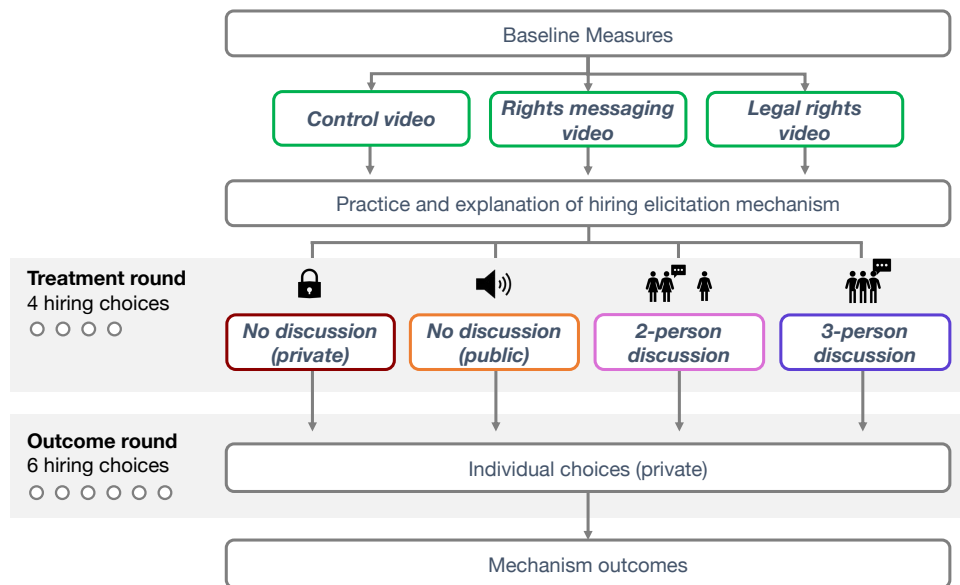 Baseline Measures
Control video
Rights messaging
video
Legal rights
video
Practice and explanation of hiring elicitation mechanism
Treatment round
4 hiring choices
No discussion
(private)
No discussion
(public)
2-person
discussion
3-person
discussion
Outcome round
6 hiring choices
Individual choices (private)
Mechanism outcomes